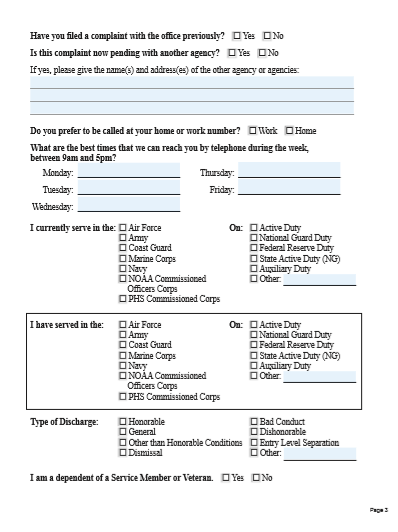 Have you filed a complaint with the office previously? ☐ Yes ☐ No
Is this complaint now pending with another agency? ☐ Yes ☐ No
If yes, please give the name(s) and address(es) of the other agency or agencies:
Do you prefer to be called at your home or work number? ☐ Work ☐ Home
What are the best times that we can reach you by telephone during the week,
between 9am and 5pm?
Monday: Thursday:
Tuesday: Friday:
Wednesday:
I currently serve in the: ☐ Air Force On: ☐ Active Duty
☐ Army ☐ National Guard Duty
☐ Coast Guard ☐ Federal Reserve Duty
☐ Marine Corps ☐ State Active Duty (NG)
☐ Navy ☐ Auxiliary Duty
☐ NOAA Commissioned ☐ Other:
Officers Corps
☐ PHS Commissioned Corps
I have served in the: ☐ Air Force On: ☐ Active Duty
☐ Army ☐ National Guard Duty
☐ Coast Guard ☐ Federal Reserve Duty
☐ Marine Corps ☐ State Active Duty (NG)
☐ Navy ☐ Auxiliary Duty
☐ NOAA Commissioned ☐ Other:
Officers Corps
☐ PHS Commissioned Corps
Type of Discharge: ☐ Honorable ☐ Bad Conduct
☐ General ☐ Dishonorable
☐ Other than Honorable Conditions ☐ Entry Level Separation
☐ Dismissal ☐ Other:
I am a dependent of a Service Member or Veteran. ☐ Yes ☐ No
Page 3